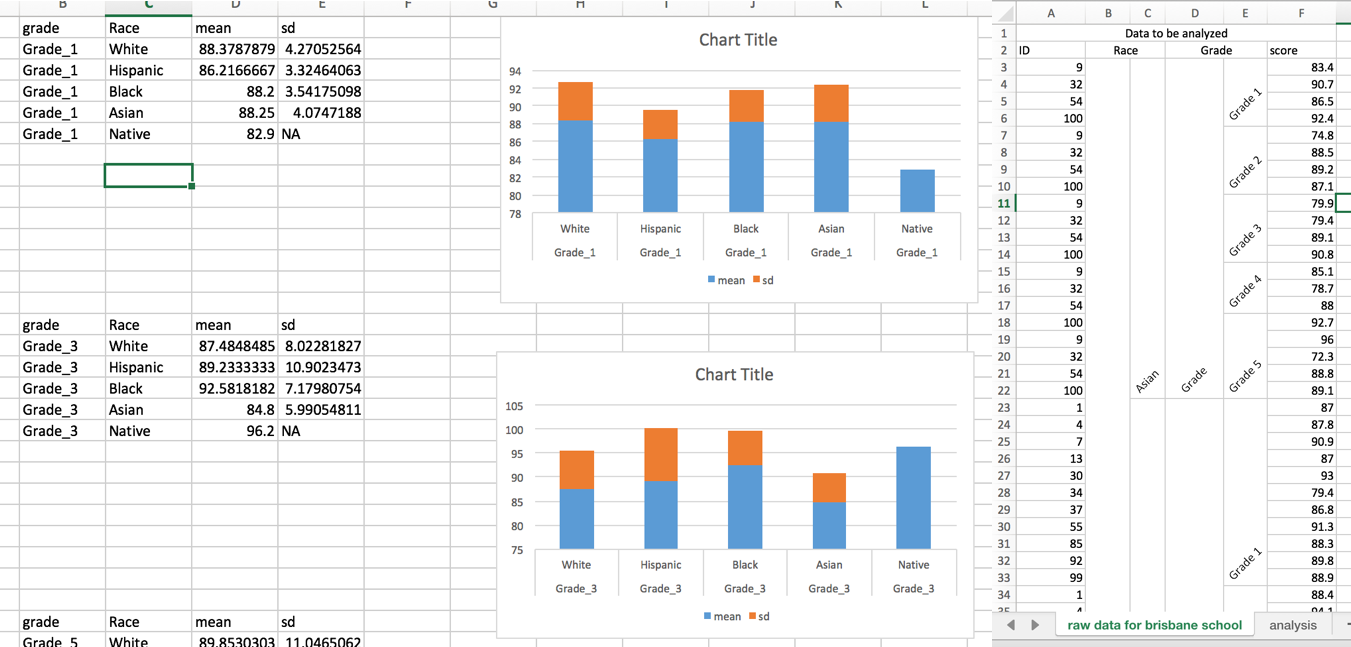 B C D E F G H I J K L
grade Race mean sd
Grade_1 White 88.3787879 4.27052564
Grade_1 Hispanic 86.2166667 3.32464063
Grade_1 Black 88.2 3.54175098
Grade_1 Asian 88.25 4.0747188
Grade_1 Native 82.9 NA
Chart Title
94
92
90
88
86
84
82
80
78
White Hispanic Black Asian Native
Grade_1 Grade_1 Grade_1 Grade_1 Grade_1
mean sd
grade Race mean sd
Grade_3 White 87.4848485 8.02281827
Grade_3 Hispanic 89.2333333 10.9023473
Grade_3 Black 92.5818182 7.17980754
Grade_3 Asian 84.8 5.99054811
Grade_3 Native 96.2 NA
Chart Title
105
100
95
90
85
80
75
White Hispanic Black Asian Native
Grade_3 Grade_3 Grade_3 Grade_3 Grade_3
mean sd
grade Race mean sd
Grade_5 White 89.8530303 11.0465062
A B C D E F
1 Data to be analyzed
2 ID Race Grade score
3 9 83.4
4 32 90.7
5 54 86.5
6 100 Grade 1 92.4
7 9 74.8
8 32 88.5
9 54 89.2
10 100 Grade 2 87.1
11 9 79.9
12 32 79.4
13 54 89.1
14 100 Grade 3 90.8
15 9 85.1
16 32 78.7
17 54 Grade 4 88
18 100 92.7
19 9 96
20 32 72.3
21 54 88.8
22 100 Asian Grade Grade 5 89.1
23 1 87
24 4 87.8
25 7 90.9
26 13 87
27 30 93
28 34 79.4
29 37 86.8
30 55 91.3
31 85 88.3
32 92 89.8
33 99 Grade 1 88.9
34 1 88.4
35 4 94.1
raw data for brisbane school analysis